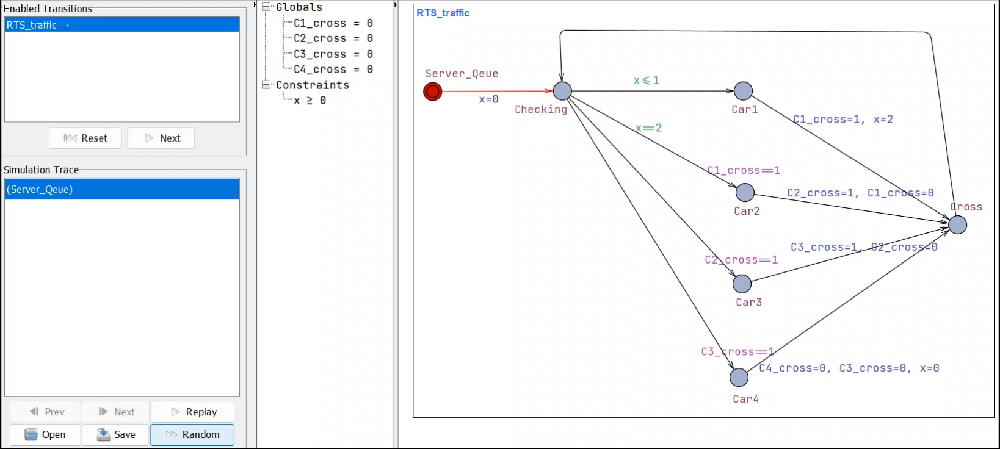 Enabled Transitions
RTS_traffic →
Reset
Next
Simulation Trace
(Server_Qeue)
Prev
Next
Replay
Open
Save
Random
Globals
C1_cross = 0
C2_cross = 0
C3_cross = 0
C4_cross = 0
Constraints
x ≥ 0
RTS_traffic
Server_Qeue
x=0
Checking
x≤1
Car1
C1_cross=1, x=2
x==2
C1_cross==1
Car2
C2_cross=1, C1_cross=0
Cross
C3_cross=1, C2_cross=0
C2_cross==1
Car3
C3_cross==1
C4_cross=0, C3_cross=0, x=0
Car4